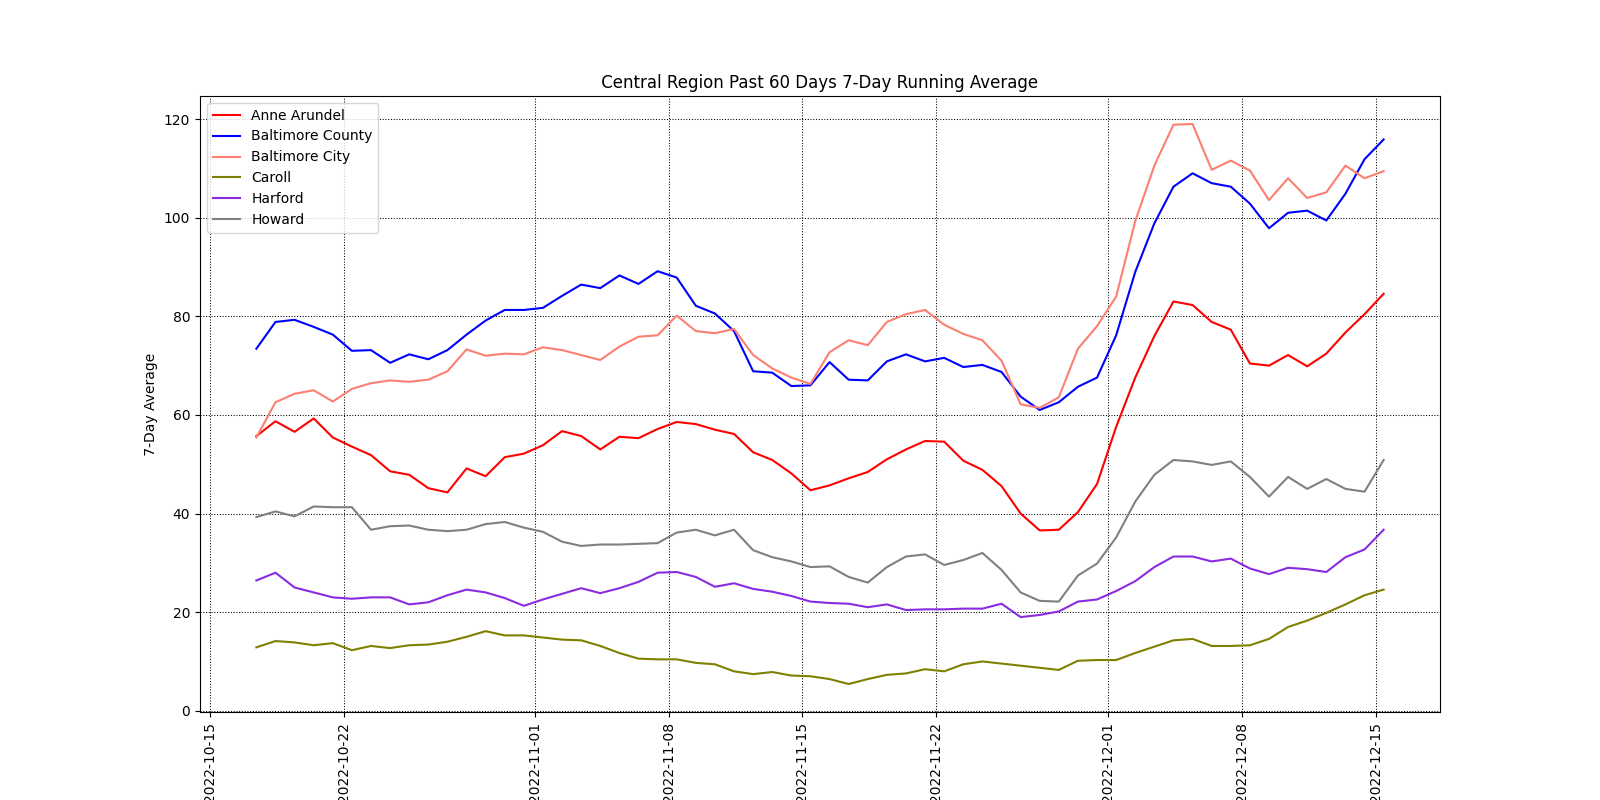 Central Region Past 60 Days 7-Day Running Average
Anne Arundel
Baltimore County
Baltimore City
Caroll
Harford
Howard
7-Day Average
120
100
80
60
40
20
0
2022-10-15
2022-10-22
2022-11-01
2022-11-08
2022-11-15
2022-11-22
2022-12-01
2022-12-08
2022-12-15